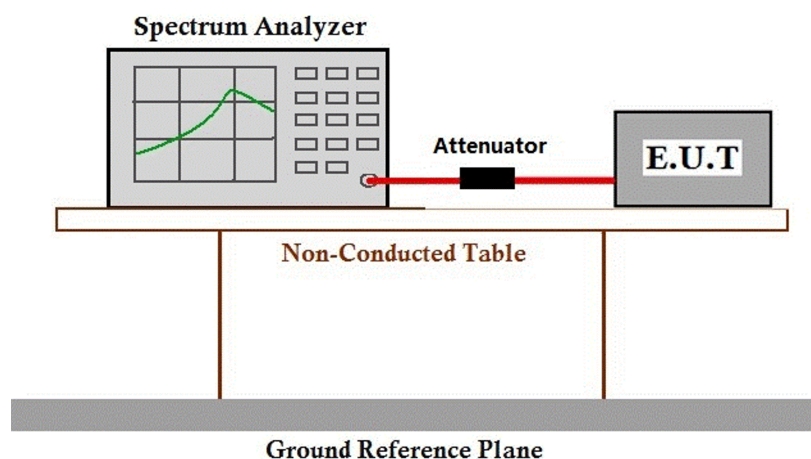 Spectrum Analyzer
Attenuator
E.U.T
Non-Conducted Table
Ground Reference Plane